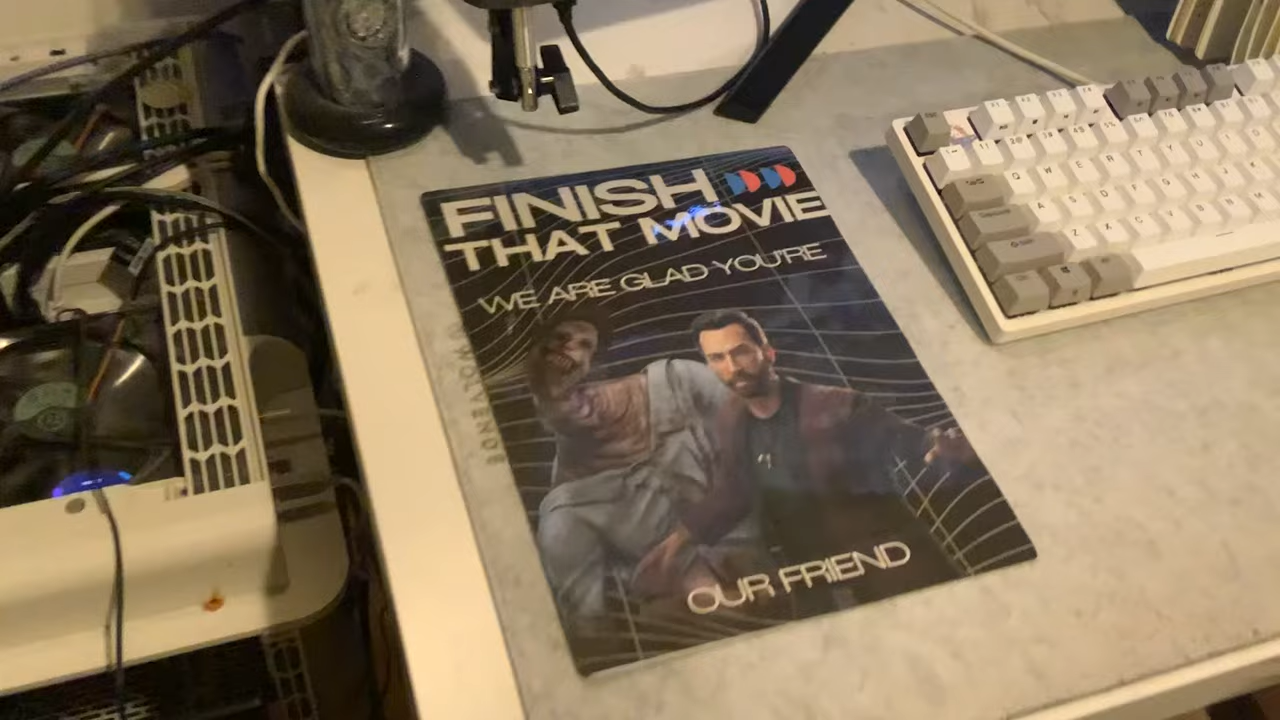 FINISH
THAT MOVIE
WE ARE GLAD YOU'RE
OUR FRIEND
Q W E R T Y U
A S D F G H J
Z X C V B N M